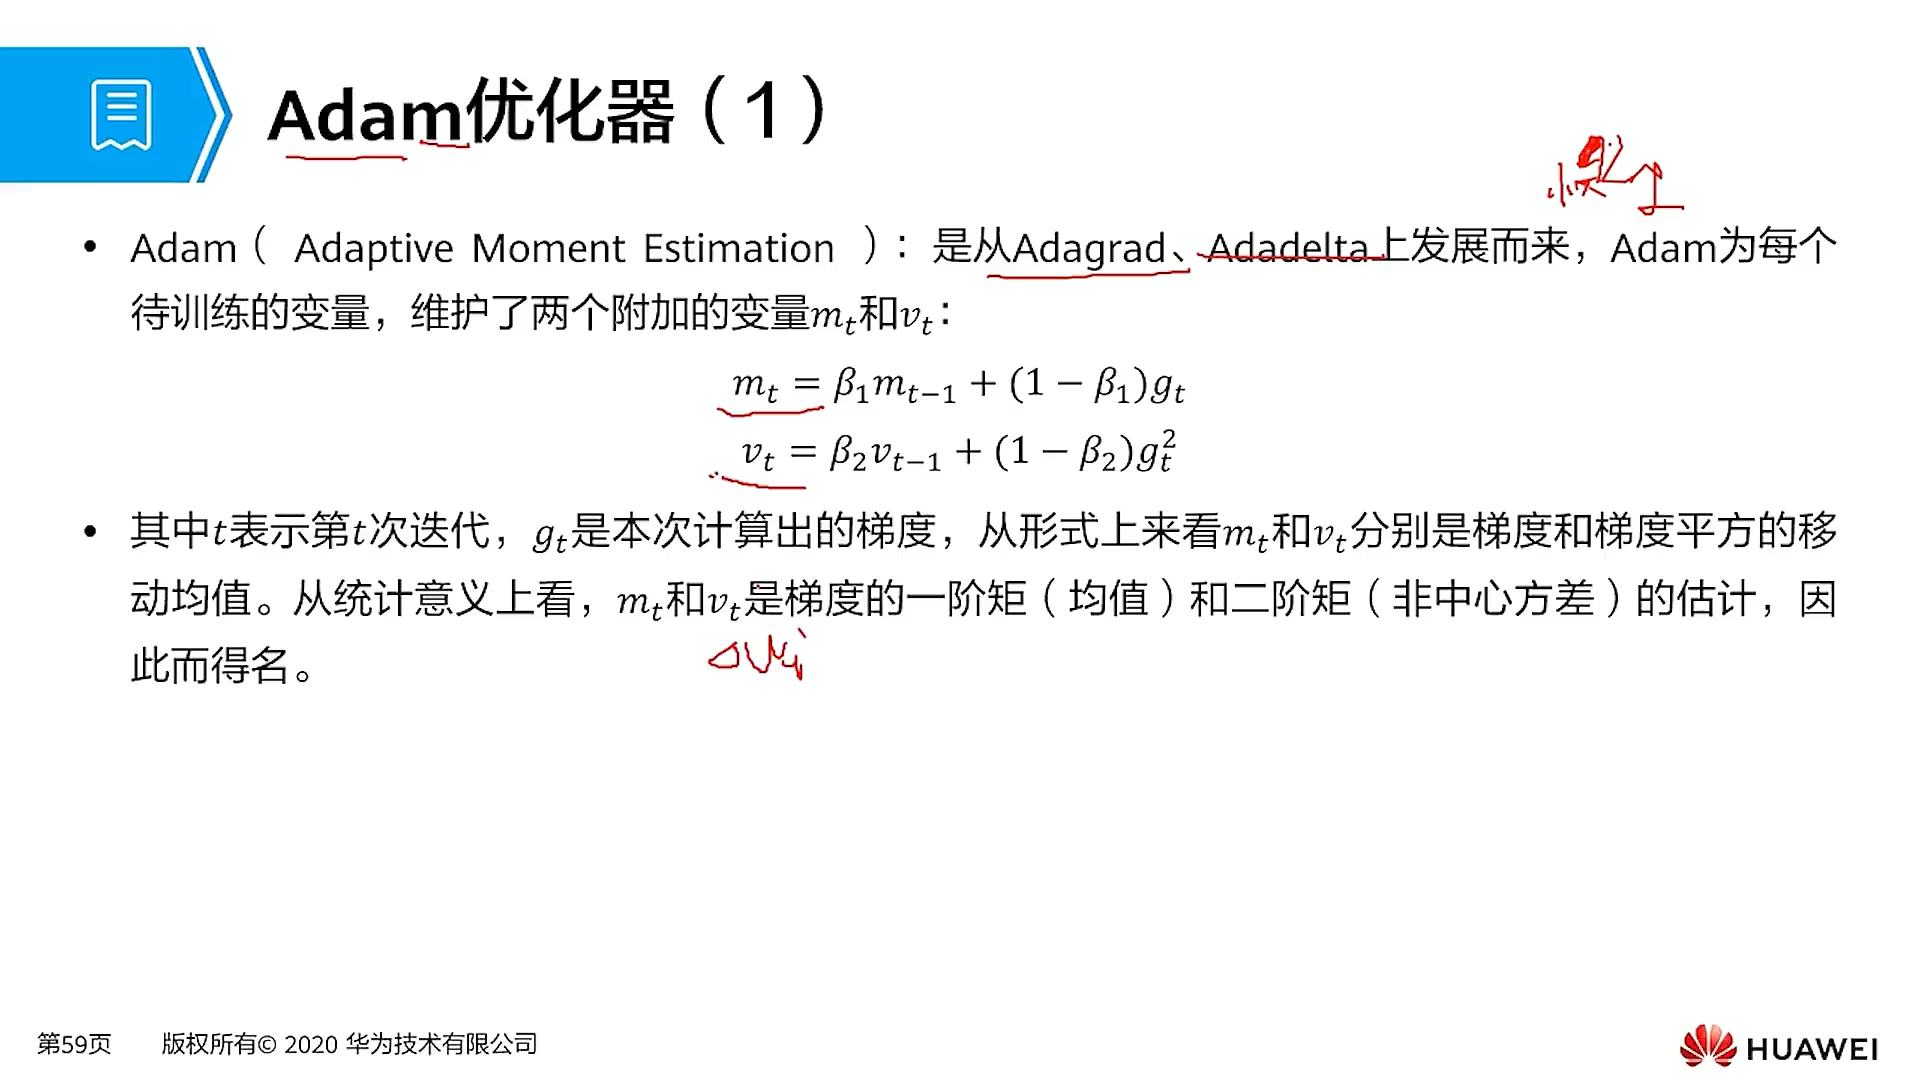 Adam优化器（1）
• Adam（ Adaptive Moment Estimation ）：是从Adagrad、Adadelta上发展而来，Adam为每个
待训练的变量，维护了两个附加的变量mₜ和vₜ：
mₜ = β₁mₜ₋₁ + (1 − β₁)gₜ
vₜ = β₂vₜ₋₁ + (1 − β₂)gₜ²
• 其中t表示第t次迭代，gₜ是本次计算出的梯度，从形式上来看mₜ和vₜ分别是梯度和梯度平方的移
动均值。从统计意义上看，mₜ和vₜ是梯度的一阶矩（均值）和二阶矩（非中心方差）的估计，因
此而得名。
第59页 版权所有© 2020 华为技术有限公司
HUAWEI